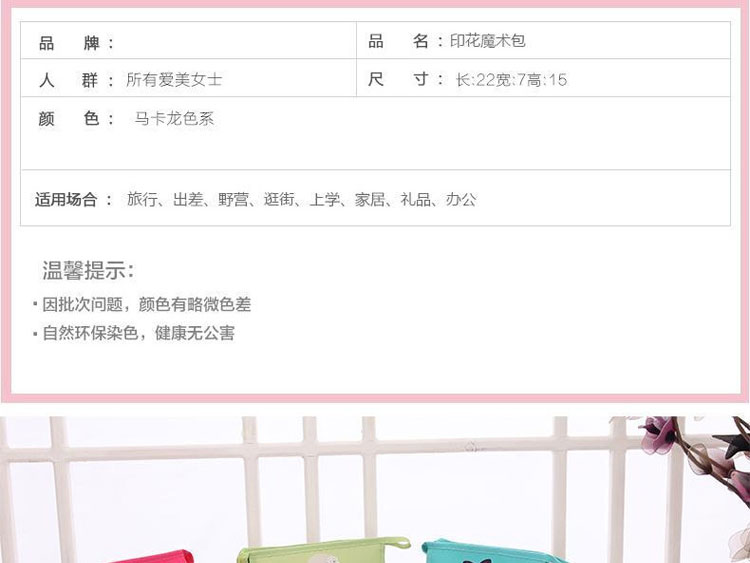 品 牌：
品 名：印花魔术包
人 群：所有爱美女士
尺 寸：长:22宽:7高:15
颜 色：马卡龙色系
适用场合：旅行、出差、野营、逛街、上学、家居、礼品、办公
温馨提示：
▪因批次问题，颜色有略微色差
▪自然环保染色，健康无公害